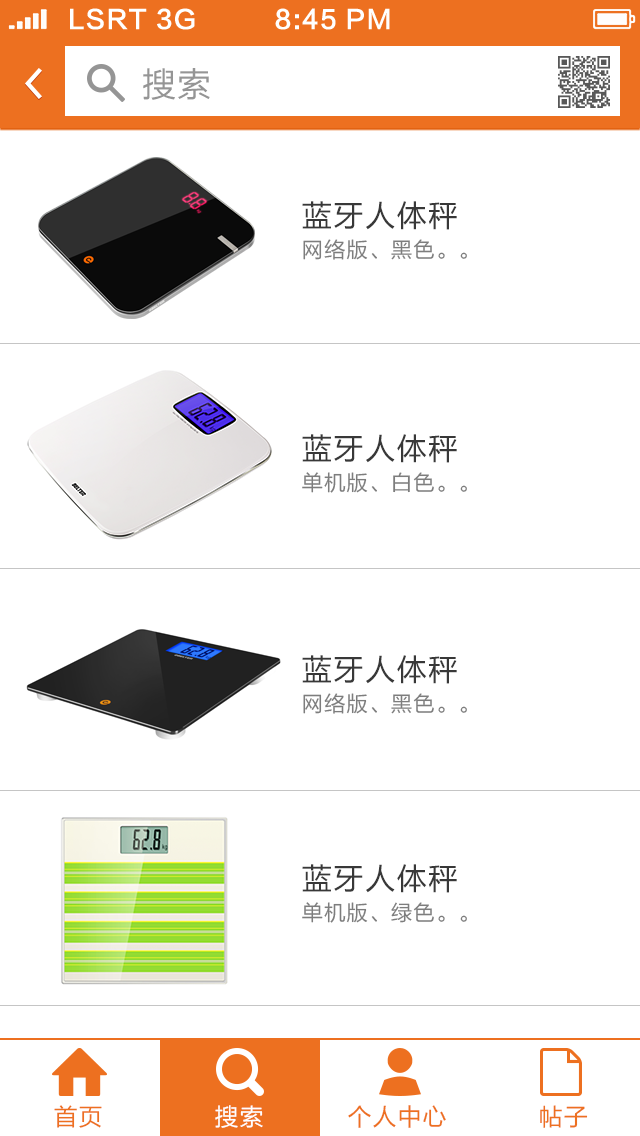 LSRT 3G 8:45 PM
搜索
蓝牙人体秤
网络版、黑色。。
62.8
蓝牙人体秤
单机版、白色。。
62.8
蓝牙人体秤
网络版、黑色。。
62.8kg
蓝牙人体秤
单机版、绿色。。
首页 搜索 个人中心 帖子